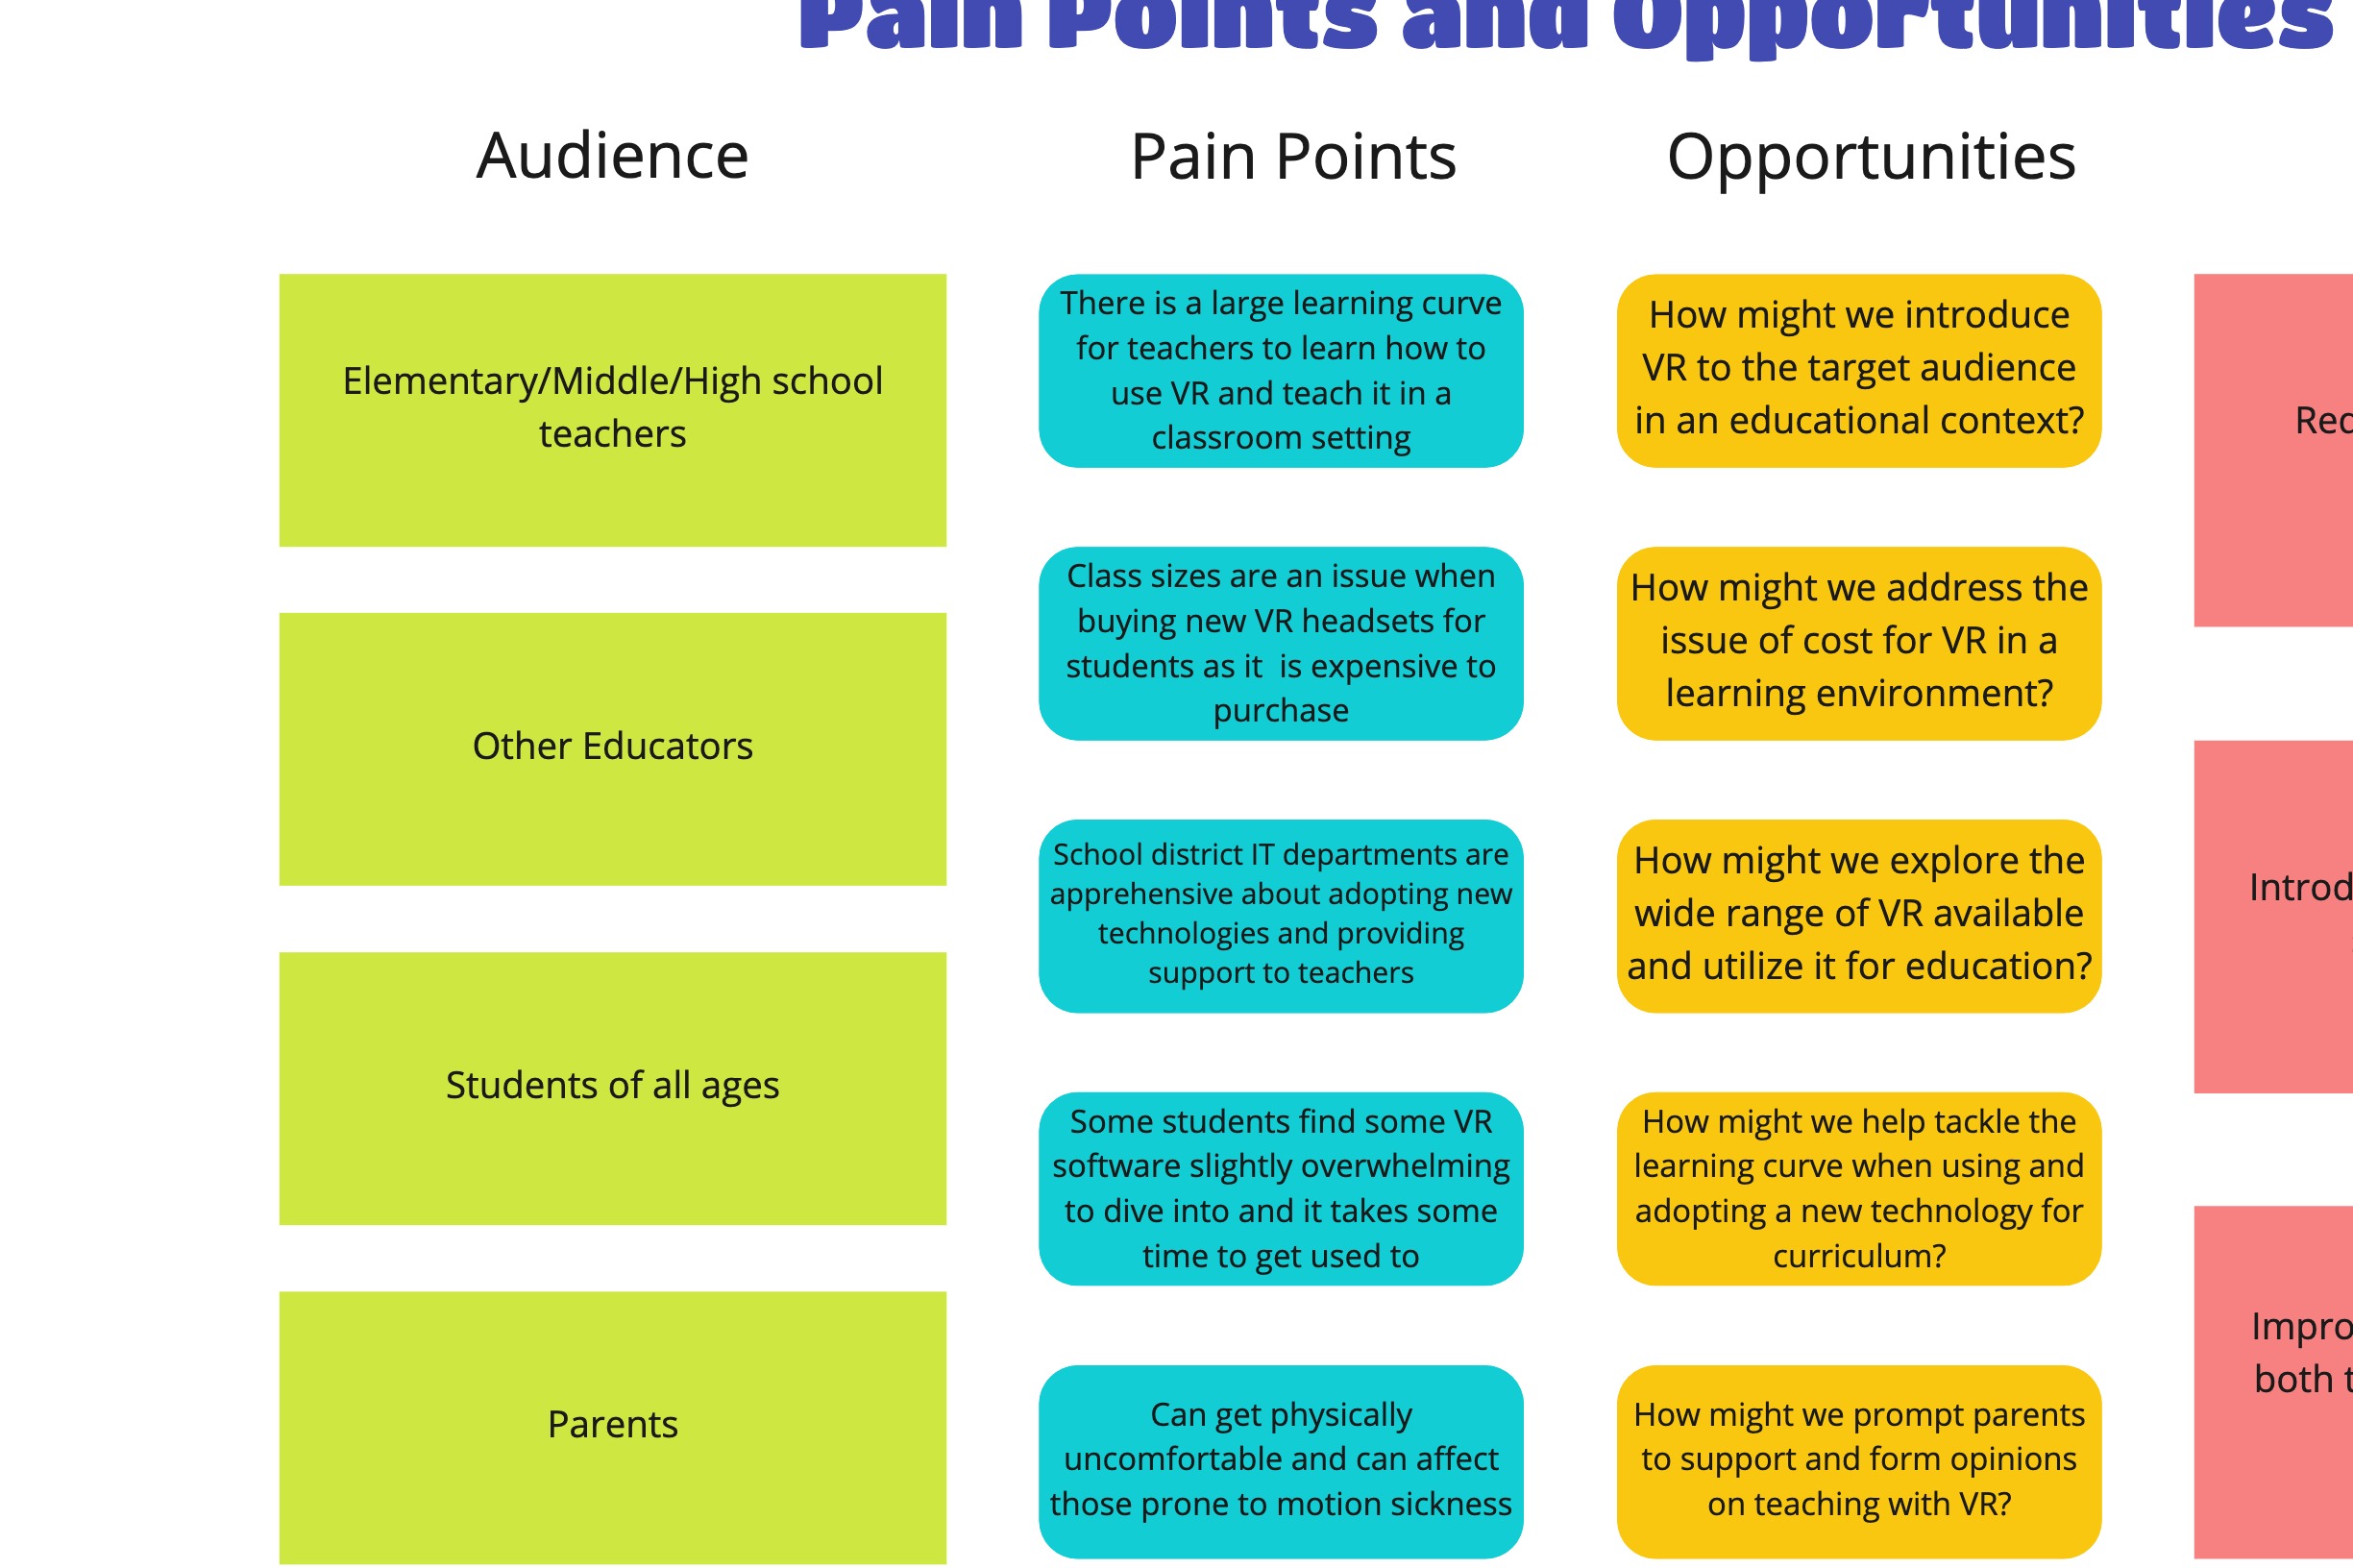 Pain Points and Opportunities
Audience
Pain Points
Opportunities
Elementary/Middle/High school
teachers
Other Educators
Students of all ages
Parents
There is a large learning curve
for teachers to learn how to
use VR and teach it in a
classroom setting
Class sizes are an issue when
buying new VR headsets for
students as it  is expensive to
purchase
School district IT departments are
apprehensive about adopting new
technologies and providing
support to teachers
Some students find some VR
software slightly overwhelming
to dive into and it takes some
time to get used to
Can get physically
uncomfortable and can affect
those prone to motion sickness
How might we introduce
VR to the target audience
in an educational context?
How might we address the
issue of cost for VR in a
learning environment?
How might we explore the
wide range of VR available
and utilize it for education?
How might we help tackle the
learning curve when using and
adopting a new technology for
curriculum?
How might we prompt parents
to support and form opinions
on teaching with VR?
both